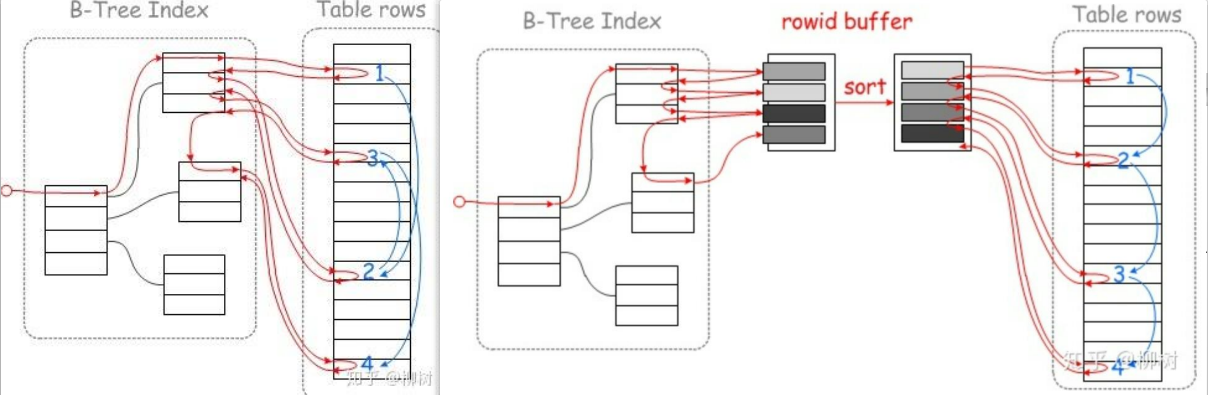 B-Tree Index
Table rows
1
3
2
4
知乎 @柳树
B-Tree Index
rowid buffer
Table rows
sort
1
2
3
4
知乎 @柳树